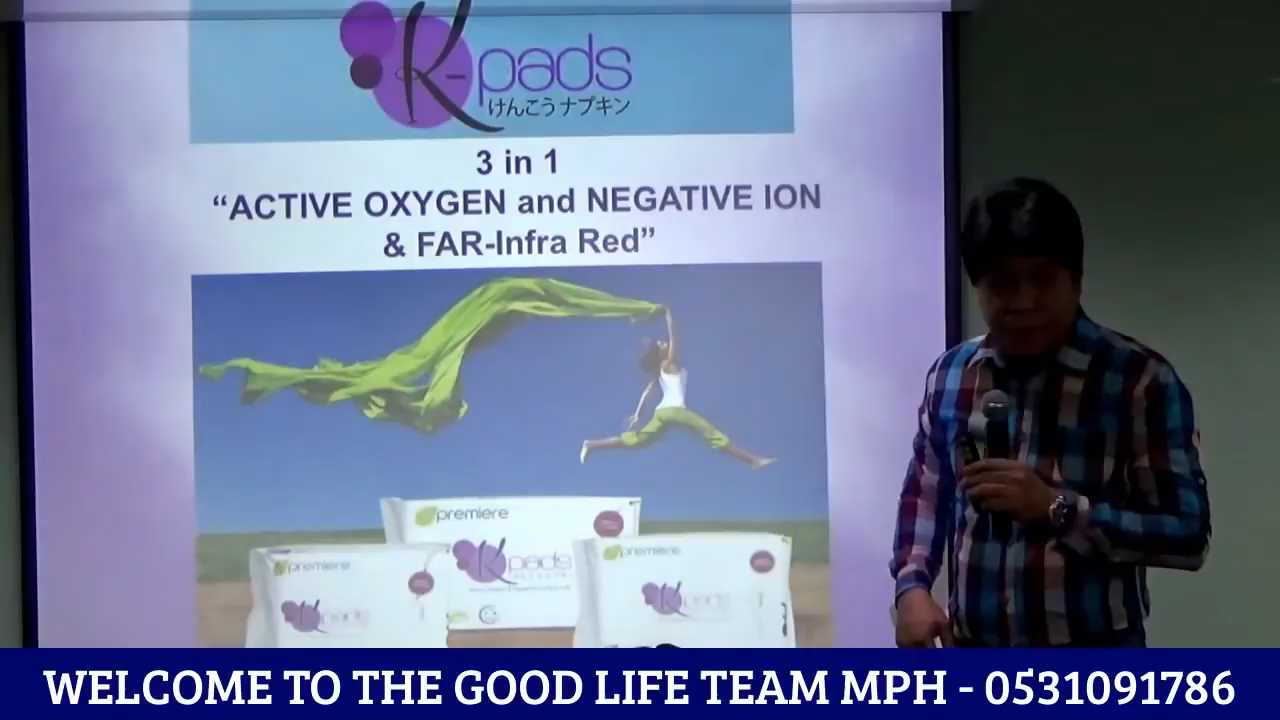 K-pads
けんこうナプキン
3 in 1
“ACTIVE OXYGEN and NEGATIVE ION
& FAR-Infra Red”
premiere
K-pads
premiere
K
premiere
K
WELCOME TO THE GOOD LIFE TEAM MPH - 0531091786